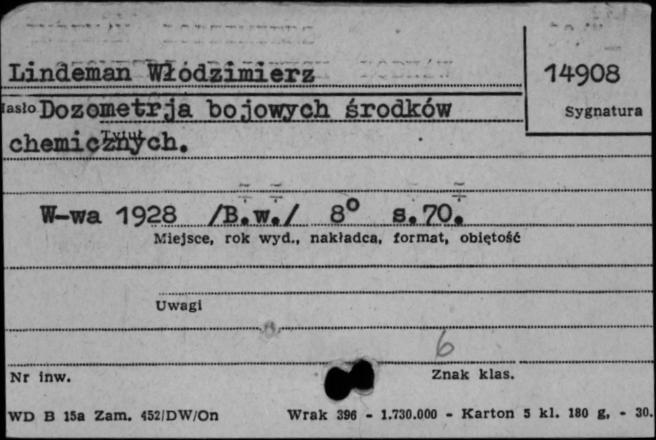 Lindeman Włódzimierz
14908
Hasło Dozometrja bojowych środków
Sygnatura
Tytuł
chemicznych.
W-wa 1928 /B.w./ 8° s.70.
Miejsce, rok wyd., nakładca, format, objętość
Uwagi
6
Nr inw.
Znak klas.
WD B 15a Zam. 452/DW/On Wrak 396 - 1.730.000 - Karton 5 kl. 180 g, - 30.